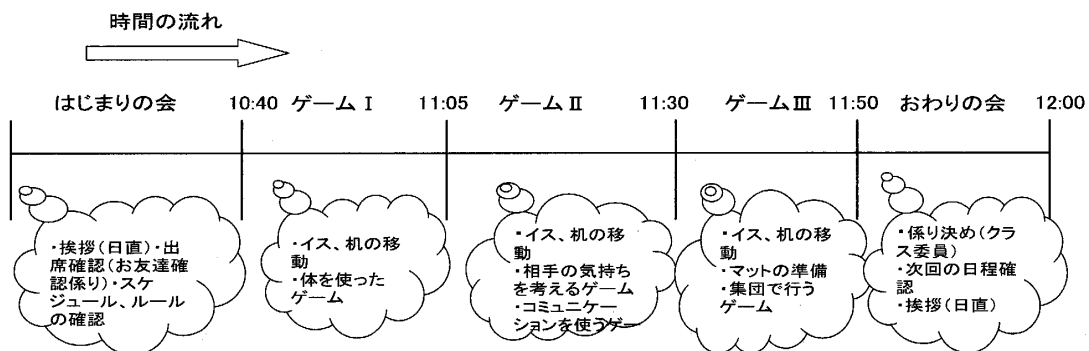 時間の流れ
はじまりの会 10:40 ゲームⅠ 11:05 ゲームⅡ 11:30 ゲームⅢ 11:50 おわりの会 12:00
・挨拶(日直)・出
席確認(お友達確
認係り)・スケ
ジュール、ルール
の確認
・イス、机の移
動
・体を使った
ゲーム
・イス、机の移
動
・相手の気持ち
を考えるゲーム
・コミュニケー
ションを使うゲー
・イス、机の移
動
・マットの準備
・集団で行う
ゲーム
・係り決め(クラ
ス委員)
・次回の日程確
認
・挨拶(日直)